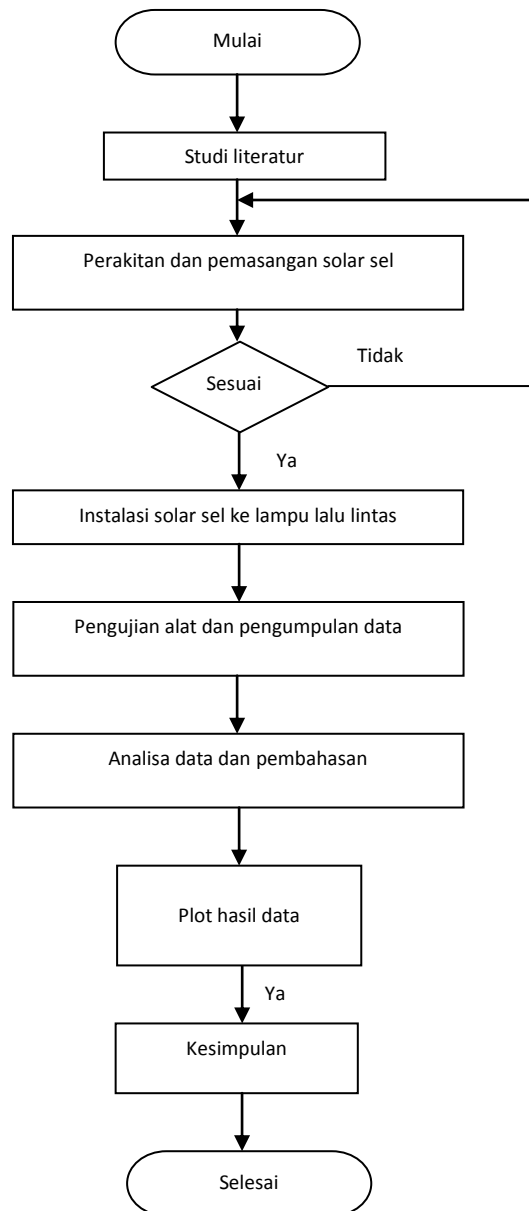 Mulai
Studi literatur
Perakitan dan pemasangan solar sel
Tidak
Sesuai
Ya
Instalasi solar sel ke lampu lalu lintas
Pengujian alat dan pengumpulan data
Analisa data dan pembahasan
Plot hasil data
Ya
Kesimpulan
Selesai